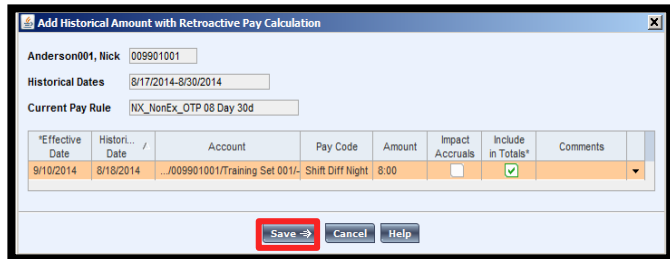 Add Historical Amount with Retroactive Pay Calculation
Anderson001, Nick 009901001
Historical Dates 8/17/2014-8/30/2014
Current Pay Rule NX_NonEx_OTP 08 Day 30d
*Effective Date Histori... Date Account Pay Code Amount Impact Accruals Include in Totals* Comments
9/10/2014 8/18/2014 .../009901001/Training Set 001/- Shift Diff Night 8:00
Save Cancel Help